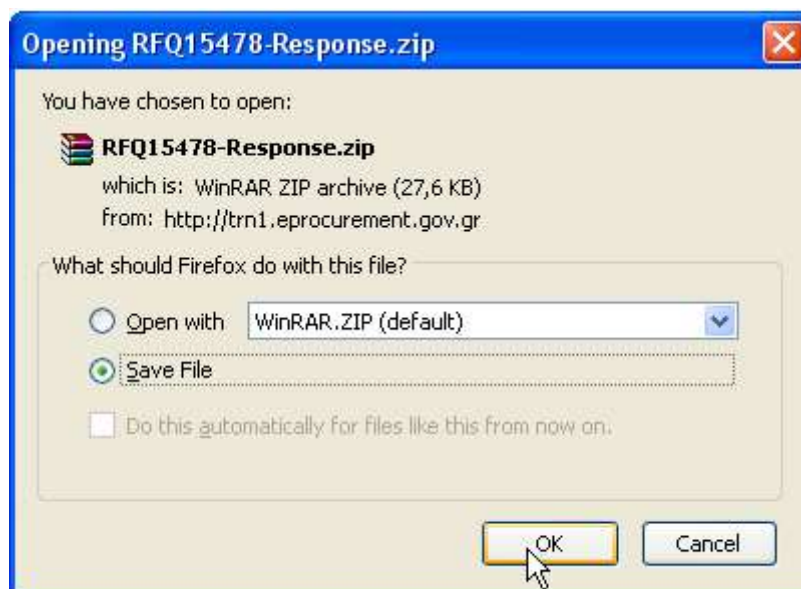 Opening RFQ15478-Response.zip
You have chosen to open:
RFQ15478-Response.zip
which is: WinRAR ZIP archive (27,6 KB)
from: http://trn1.eprocurement.gov.gr
What should Firefox do with this file?
Open with WinRAR.ZIP (default)
Save File
Do this automatically for files like this from now on.
OK Cancel